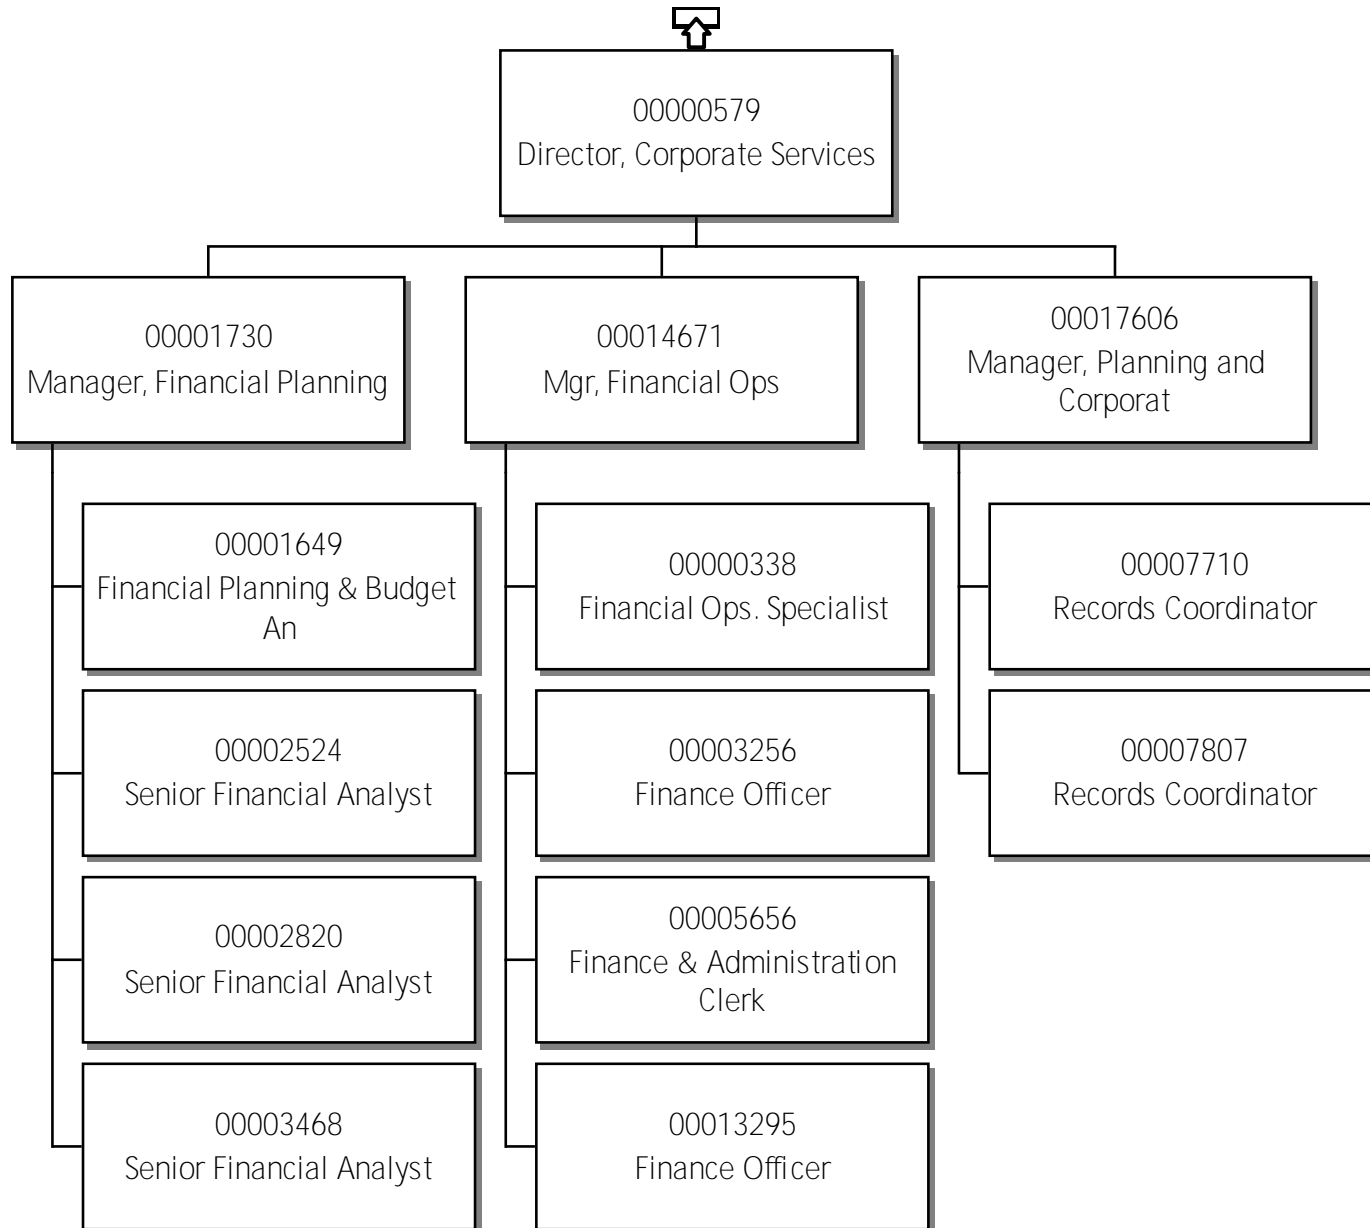 00000579
Director, Corporate Services
00001730
Manager, Financial Planning
00014671
Mgr, Financial Ops
00017606
Manager, Planning and
Corporat
00001649
Financial Planning & Budget
An
00000338
Financial Ops. Specialist
00007710
Records Coordinator
00002524
Senior Financial Analyst
00003256
Finance Officer
00007807
Records Coordinator
00002820
Senior Financial Analyst
00005656
Finance & Administration
Clerk
00003468
Senior Financial Analyst
00013295
Finance Officer